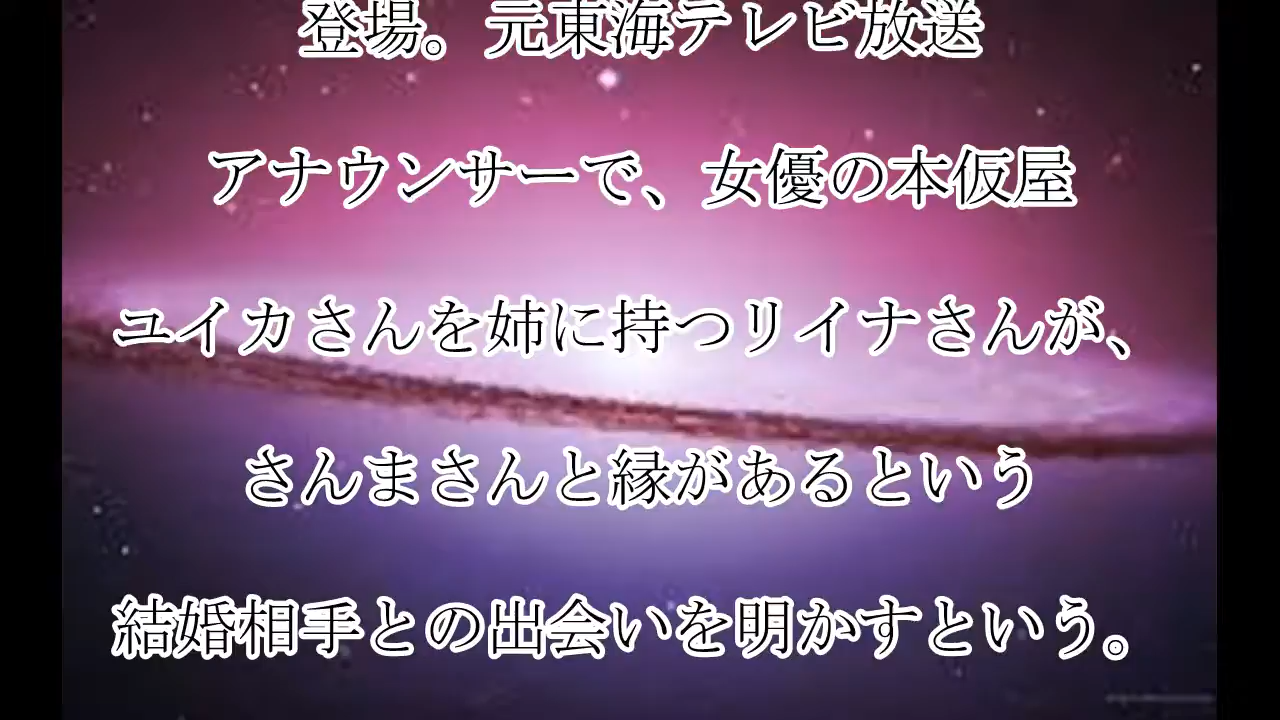 登場。元東海テレビ放送
アナウンサーで、女優の本仮屋
ユイカさんを姉に持つリイナさんが、
さんまさんと縁があるという
結婚相手との出会いを明かすという。